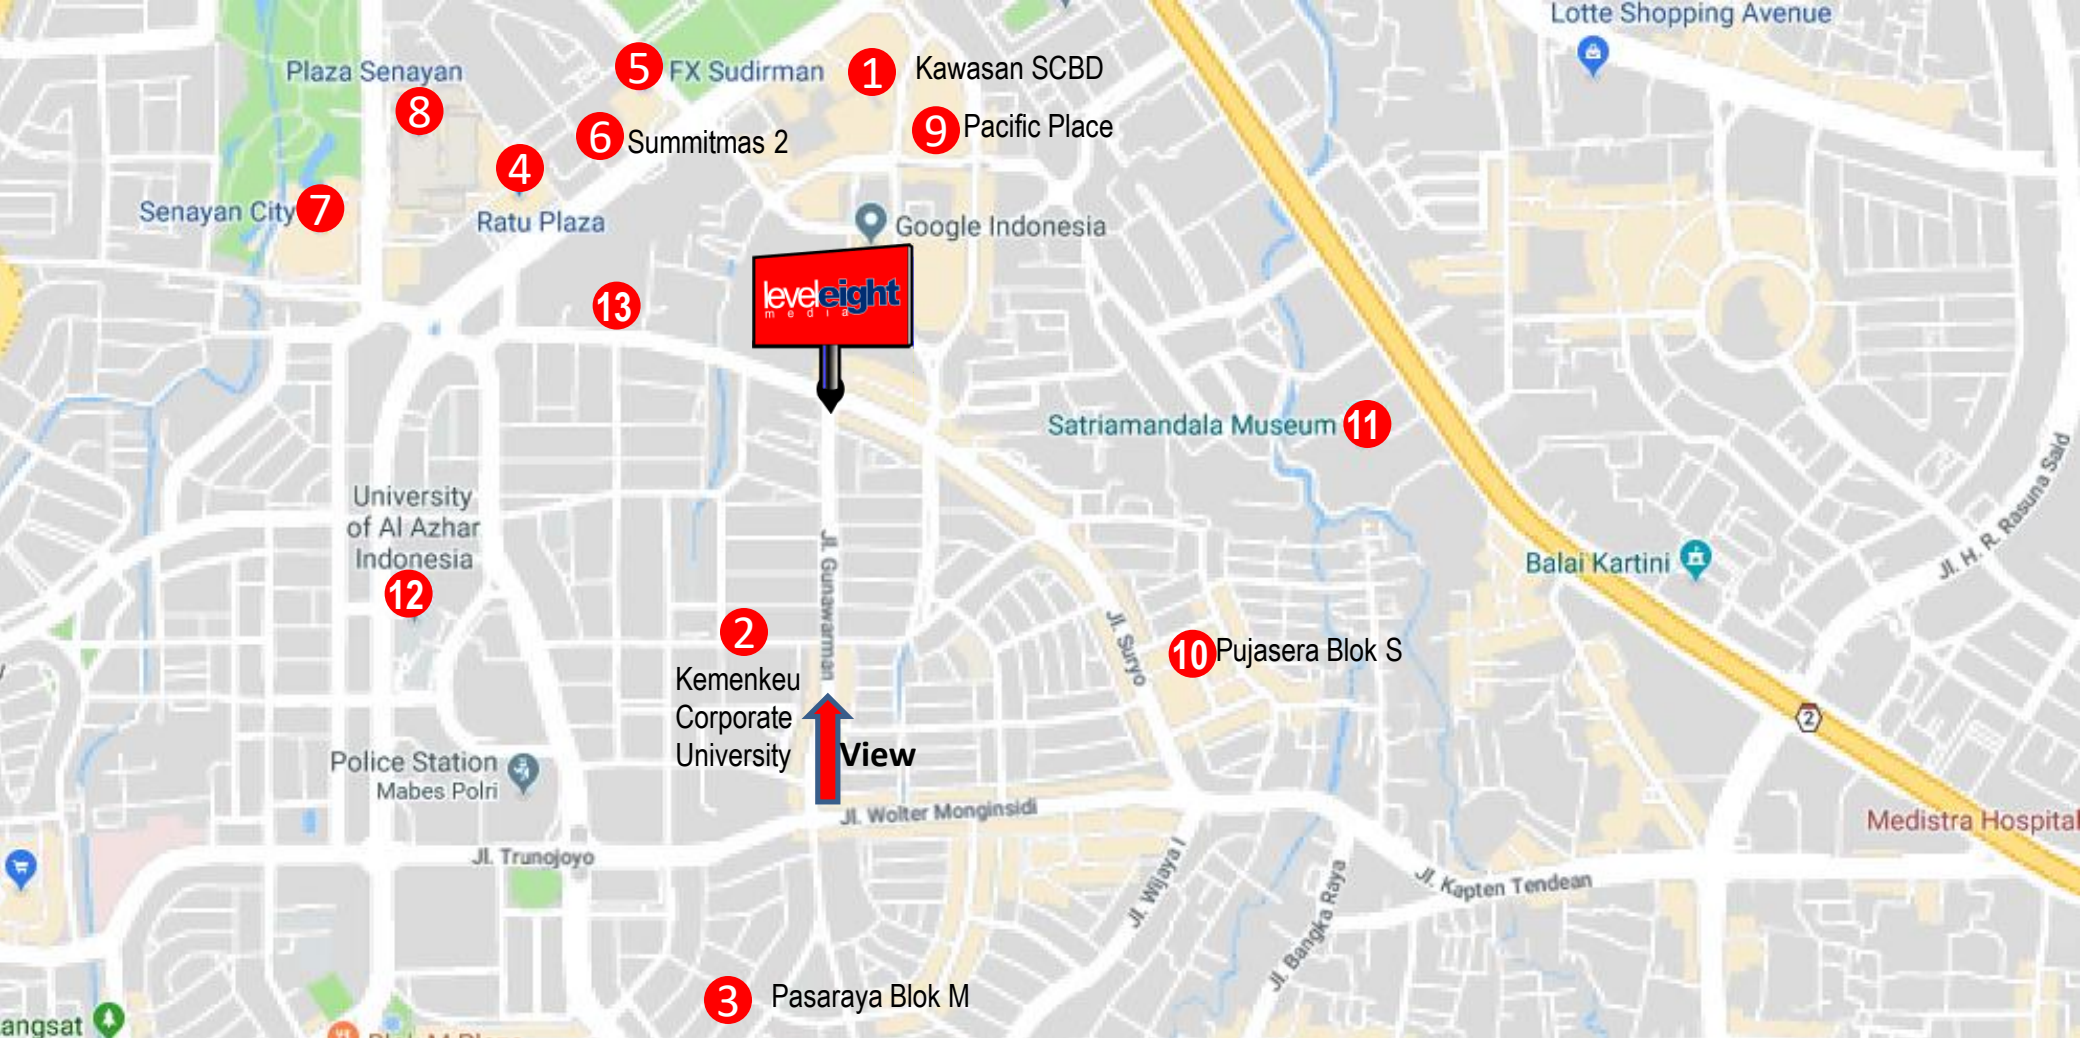 Lotte Shopping Avenue
Plaza Senayan
8
5
FX Sudirman
1
Kawasan SCBD
6
Summitmas 2
9
Pacific Place
4
Ratu Plaza
Senayan City
7
Google Indonesia
leveleight
media
13
Satriamandala Museum
11
University
of Al Azhar
Indonesia
12
Jl. Gunawarman
Jl. H. R. Rasuna Said
Balai Kartini
2
Kemenkeu
Corporate
University
View
Jl. Suryo
10
Pujasera Blok S
2
Police Station
Mabes Polri
Jl. Wolter Monginsidi
Medistra Hospital
Jl. Trunojoyo
Jl. Wijaya I
Jl. Bangka Raya
Jl. Kapten Tendean
3
Pasaraya Blok M
angsat